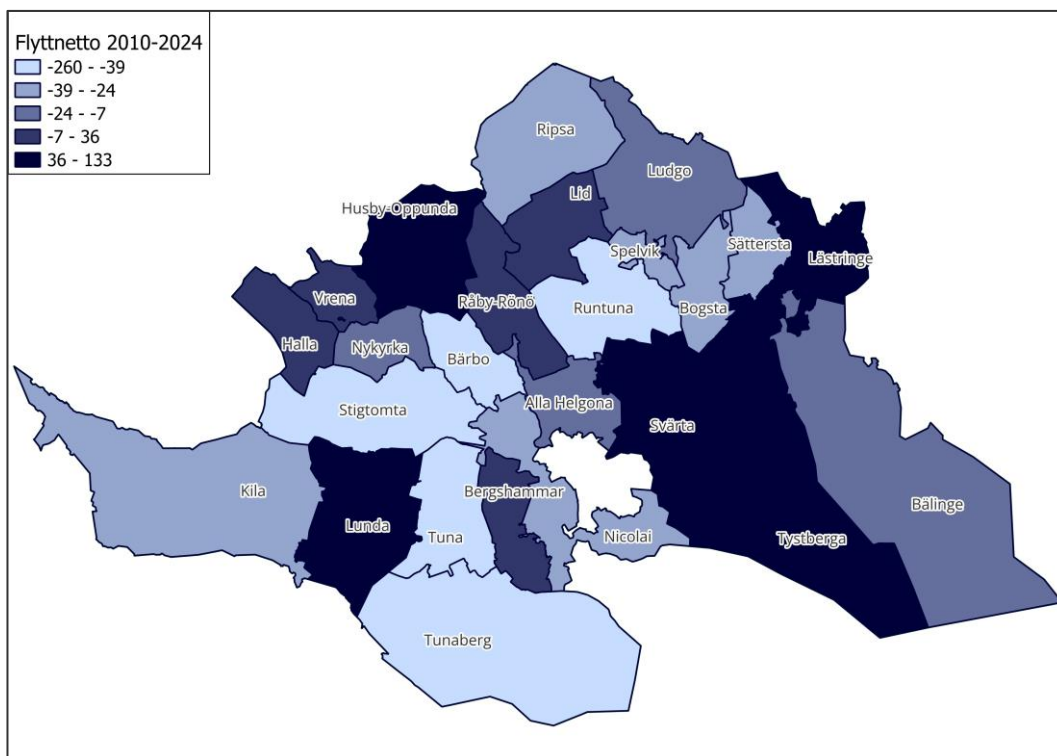 Flyttnetto 2010-2024
-260 - -39
-39 - -24
-24 - -7
-7 - 36
36 - 133
Ripsa
Ludgo
Lid
Husby-Oppunda
Spelvik
Sättersta
Lästringe
Vrena
Råby-Rönö
Runtuna
Bogsta
Halla
Nykyrka
Bärbo
Stigtomta
Alla Helgona
Svärta
Kila
Bergshammar
Bälinge
Lunda
Tuna
Nicolai
Tystberga
Tunaberg